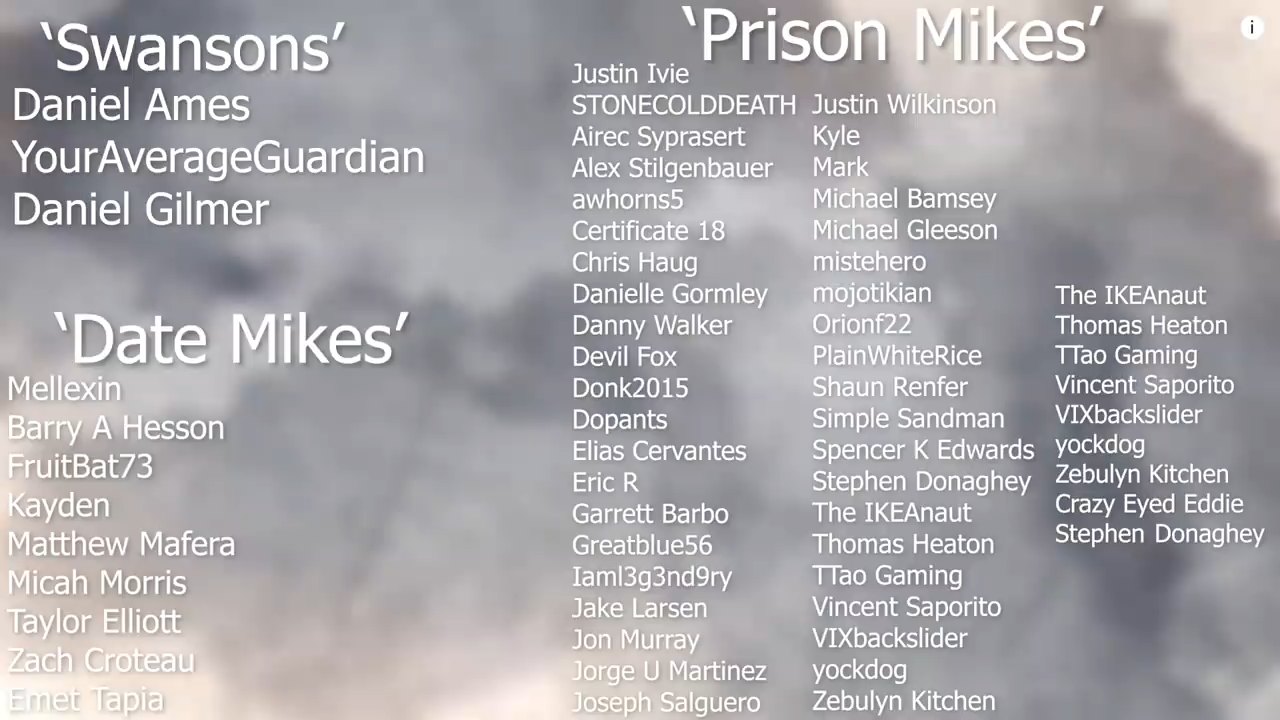 ‘Swansons’
Daniel Ames
YourAverageGuardian
Daniel Gilmer
‘Date Mikes’
Mellexin
Barry A Hesson
FruitBat73
Kayden
Matthew Mafera
Micah Morris
Taylor Elliott
Zach Croteau
Emet Tapia
‘Prison Mikes’
Justin Ivie
STONECOLDDEATH
Airec Syprasert
Alex Stilgenbauer
awhorns5
Certificate 18
Chris Haug
Danielle Gormley
Danny Walker
Devil Fox
Donk2015
Dopants
Elias Cervantes
Eric R
Garrett Barbo
Greatblue56
Iaml3g3nd9ry
Jake Larsen
Jon Murray
Jorge U Martinez
Joseph Salguero
Justin Wilkinson
Kyle
Mark
Michael Bamsey
Michael Gleeson
mistehero
mojotikian
Orionf22
PlainWhiteRice
Shaun Renfer
Simple Sandman
Spencer K Edwards
Stephen Donaghey
The IKEAnaut
Thomas Heaton
TTao Gaming
Vincent Saporito
VIXbackslider
yockdog
Zebulyn Kitchen
The IKEAnaut
Thomas Heaton
TTao Gaming
Vincent Saporito
VIXbackslider
yockdog
Zebulyn Kitchen
Crazy Eyed Eddie
Stephen Donaghey
i